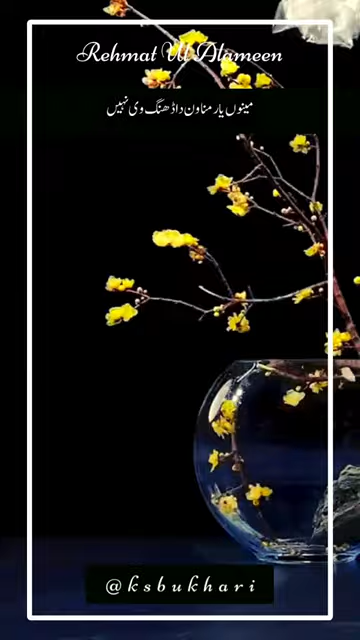 Rehmat Ul Alameen
مینوں یار مناون دا ڈھنگ وی نہیں
@ksbukhari